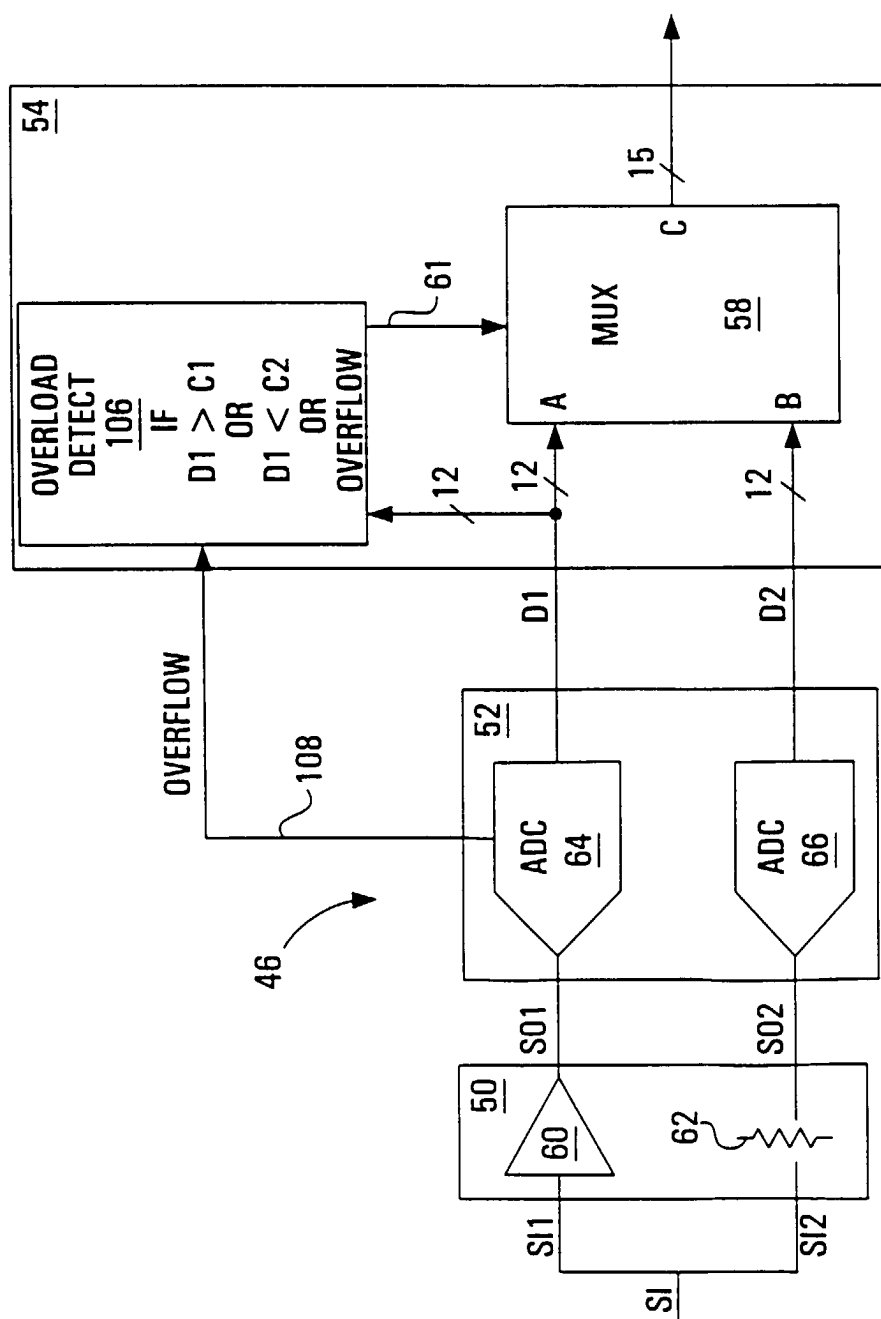 SI
SI1
SI2
50
60
62
SO1
SO2
46
52
ADC
64
ADC
66
108
OVERFLOW
D1
D2
54
OVERLOAD
DETECT
106
IF
D1 > C1
OR
D1 < C2
OR
OVERFLOW
12
12
12
61
A
B
MUX
58
C
15